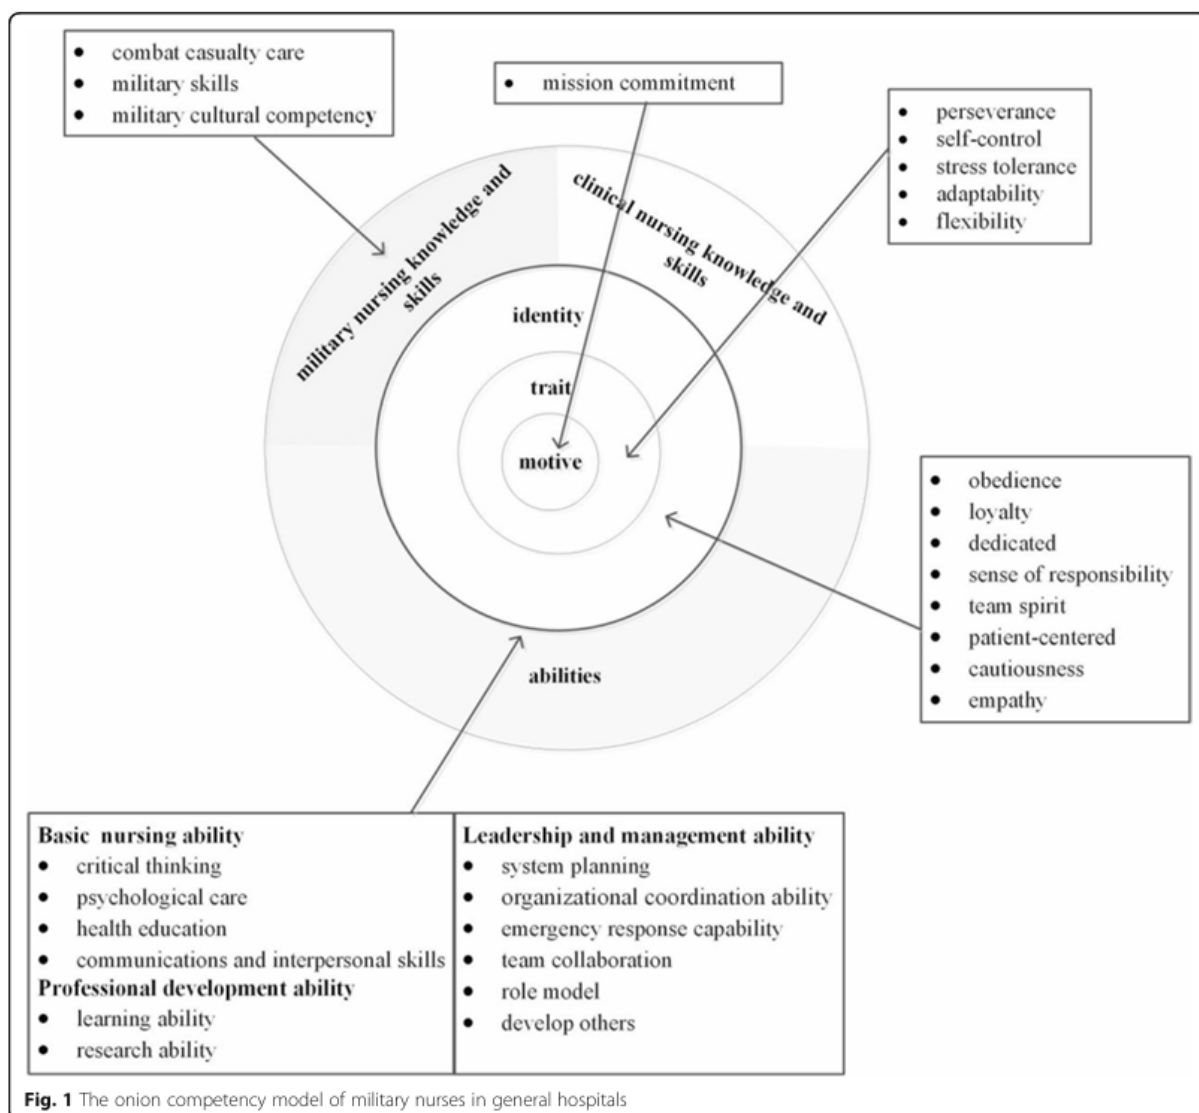 • combat casualty care
• military skills
• military cultural competency
• mission commitment
• perseverance
• self-control
• stress tolerance
• adaptability
• flexibility
military nursing knowledge and
skills
clinical nursing knowledge and
skills
identity
trait
motive
abilities
• obedience
• loyalty
• dedicated
• sense of responsibility
• team spirit
• patient-centered
• cautiousness
• empathy
Basic nursing ability
• critical thinking
• psychological care
• health education
• communications and interpersonal skills
Professional development ability
• learning ability
• research ability
Leadership and management ability
• system planning
• organizational coordination ability
• emergency response capability
• team collaboration
• role model
• develop others
Fig. 1 The onion competency model of military nurses in general hospitals